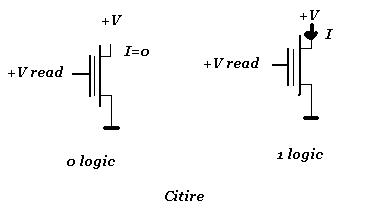 +V
I=0
+V read
0 logic
+V
I
+V read
1 logic
Citire